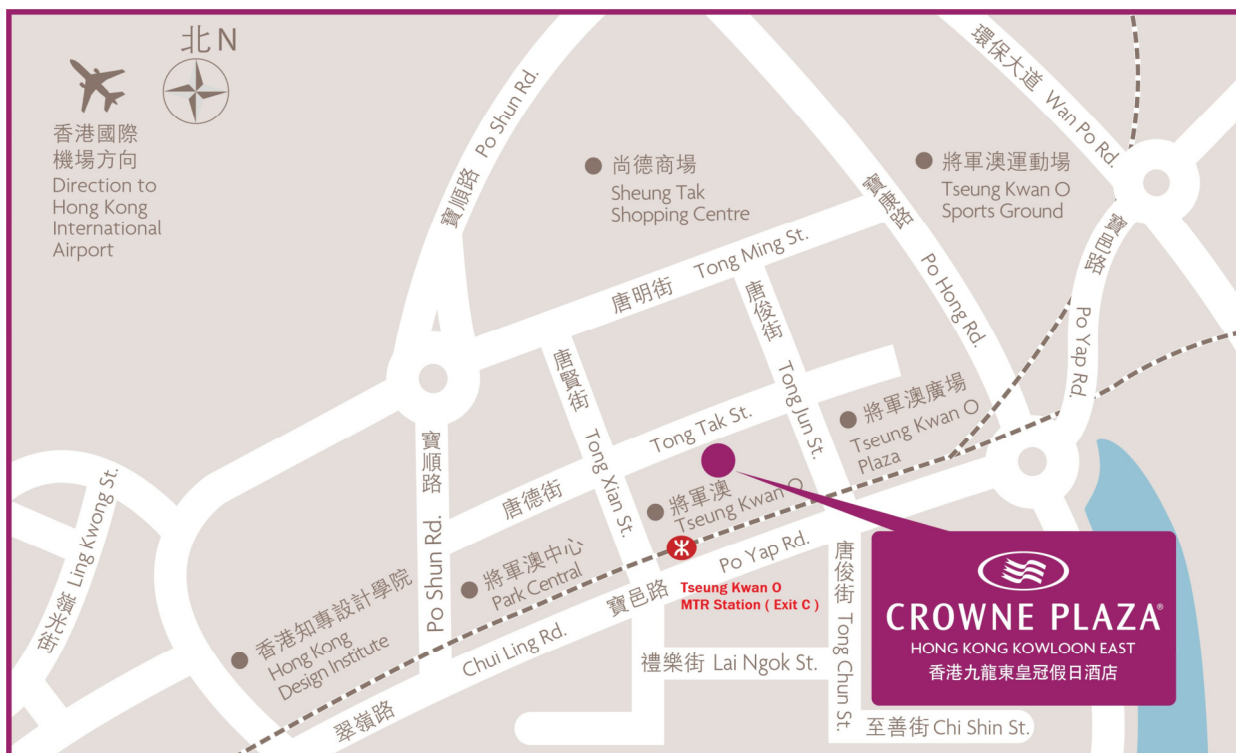 北N
香港國際
機場方向
Direction to
Hong Kong
International
Airport
寶順路 Po Shun Rd.
尚德商場
Sheung Tak
Shopping Centre
環保大道 Wan Po Rd.
將軍澳運動場
Tseung Kwan O
Sports Ground
寶康路 Po Hong Rd.
寶邑路 Po Yap Rd.
唐明街 Tong Ming St.
唐俊街 Tong Jun St.
唐賢街 Tong Xian St.
唐德街 Tong Tak St.
將軍澳廣場
Tseung Kwan O
Plaza
將軍澳
Tseung Kwan O
寶順路 Po Shun Rd.
將軍澳中心
Park Central
嶺光街 Ling Kwong St.
香港知專設計學院
Hong Kong
Design Institute
Tseung Kwan O
MTR Station ( Exit C )
寶邑路 Po Yap Rd.
翠嶺路 Chui Ling Rd.
唐俊街 Tong Chun St.
禮樂街 Lai Ngok St.
至善街 Chi Shin St.
CROWNE PLAZA®
HONG KONG KOWLOON EAST
香港九龍東皇冠假日酒店